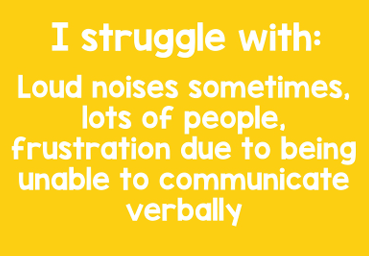 I struggle with:
Loud noises sometimes,
lots of people,
frustration due to being
unable to communicate
verbally